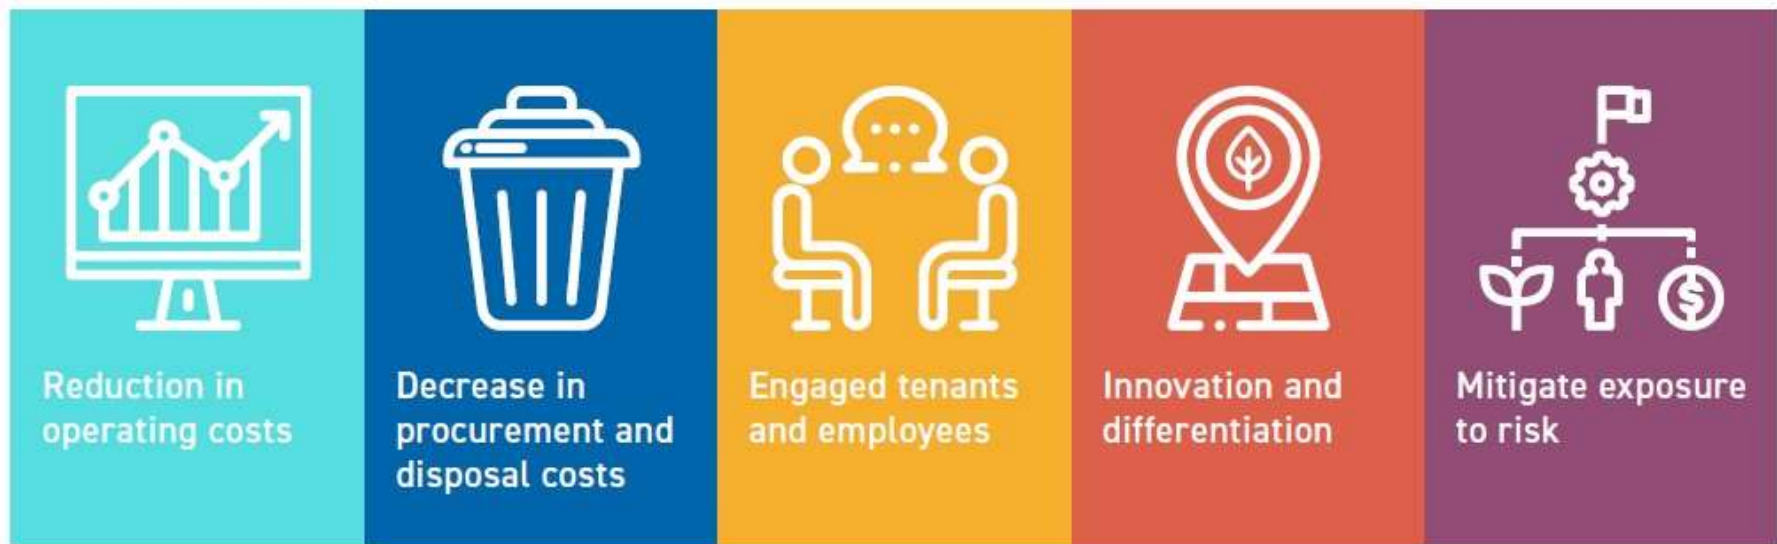 Reduction in
operating costs
Decrease in
procurement and
disposal costs
Engaged tenants
and employees
Innovation and
differentiation
Mitigate exposure
to risk